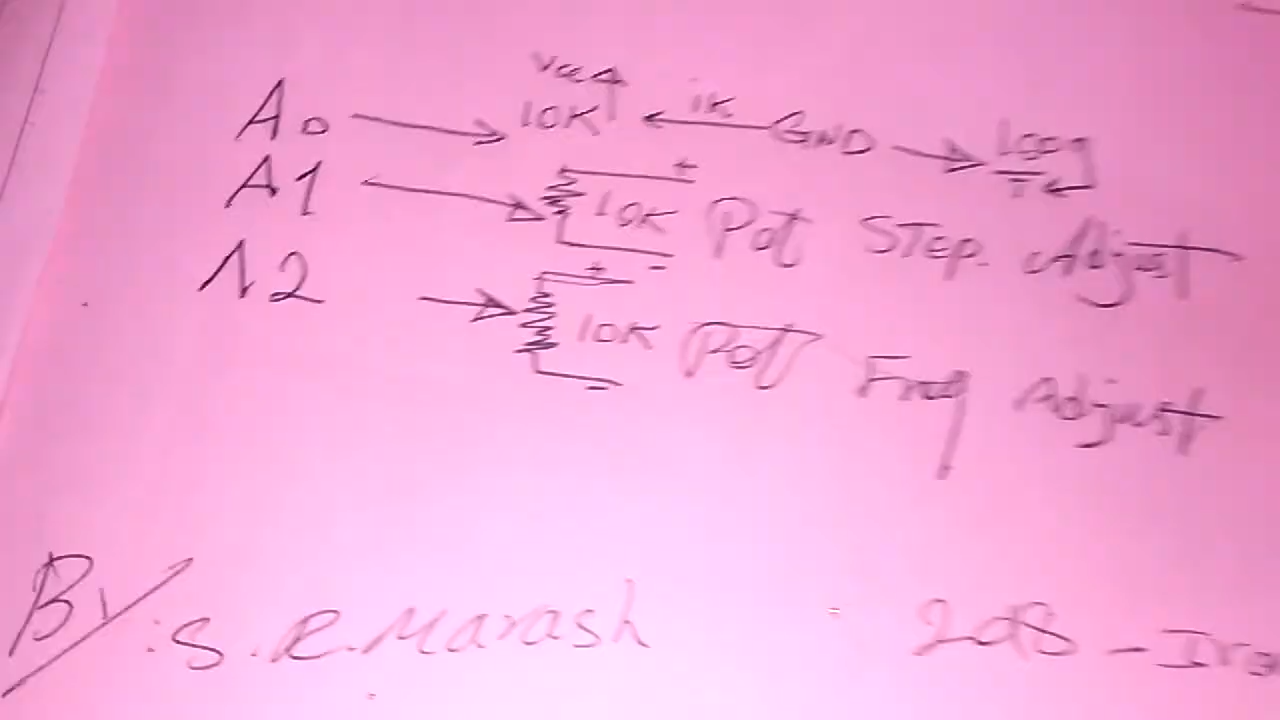 Vcc
A0 10K 1K GND 100
+
A1 10K Pot STep. Adjust
-
+
A2 10K Pot Freq Adjust
-
By: S.R.Marash 2018 -